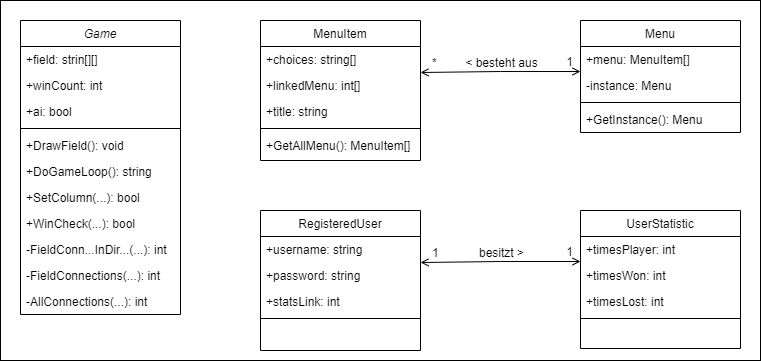 Game
+field: strin[][]
+winCount: int
+ai: bool
+DrawField(): void
+DoGameLoop(): string
+SetColumn(...): bool
+WinCheck(...): bool
-FieldConn...InDir...(...): int
-FieldConnections(...): int
-AllConnections(...): int
MenuItem
+choices: string[]
+linkedMenu: int[]
+title: string
+GetAllMenu(): MenuItem[]
* < besteht aus 1
Menu
+menu: MenuItem[]
-instance: Menu
+GetInstance(): Menu
RegisteredUser
+username: string
+password: string
+statsLink: int
1 besitzt > 1
UserStatistic
+timesPlayer: int
+timesWon: int
+timesLost: int